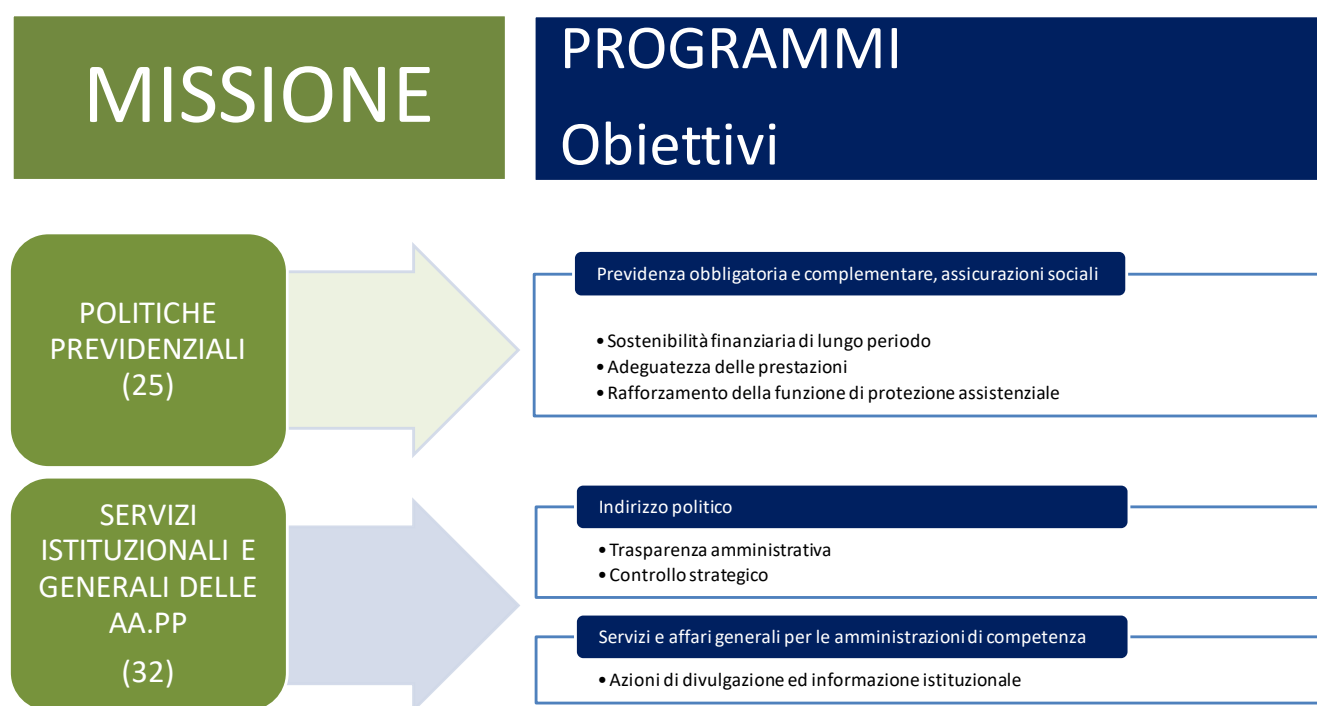 MISSIONE
PROGRAMMI
Obiettivi
POLITICHE
PREVIDENZIALI
(25)
Previdenza obbligatoria e complementare, assicurazioni sociali
• Sostenibilità finanziaria di lungo periodo
• Adeguatezza delle prestazioni
• Rafforzamento della funzione di protezione assistenziale
SERVIZI
ISTITUZIONALI E
GENERALI DELLE
AA.PP
(32)
Indirizzo politico
• Trasparenza amministrativa
• Controllo strategico
Servizi e affari generali per le amministrazioni di competenza
• Azioni di divulgazione ed informazione istituzionale